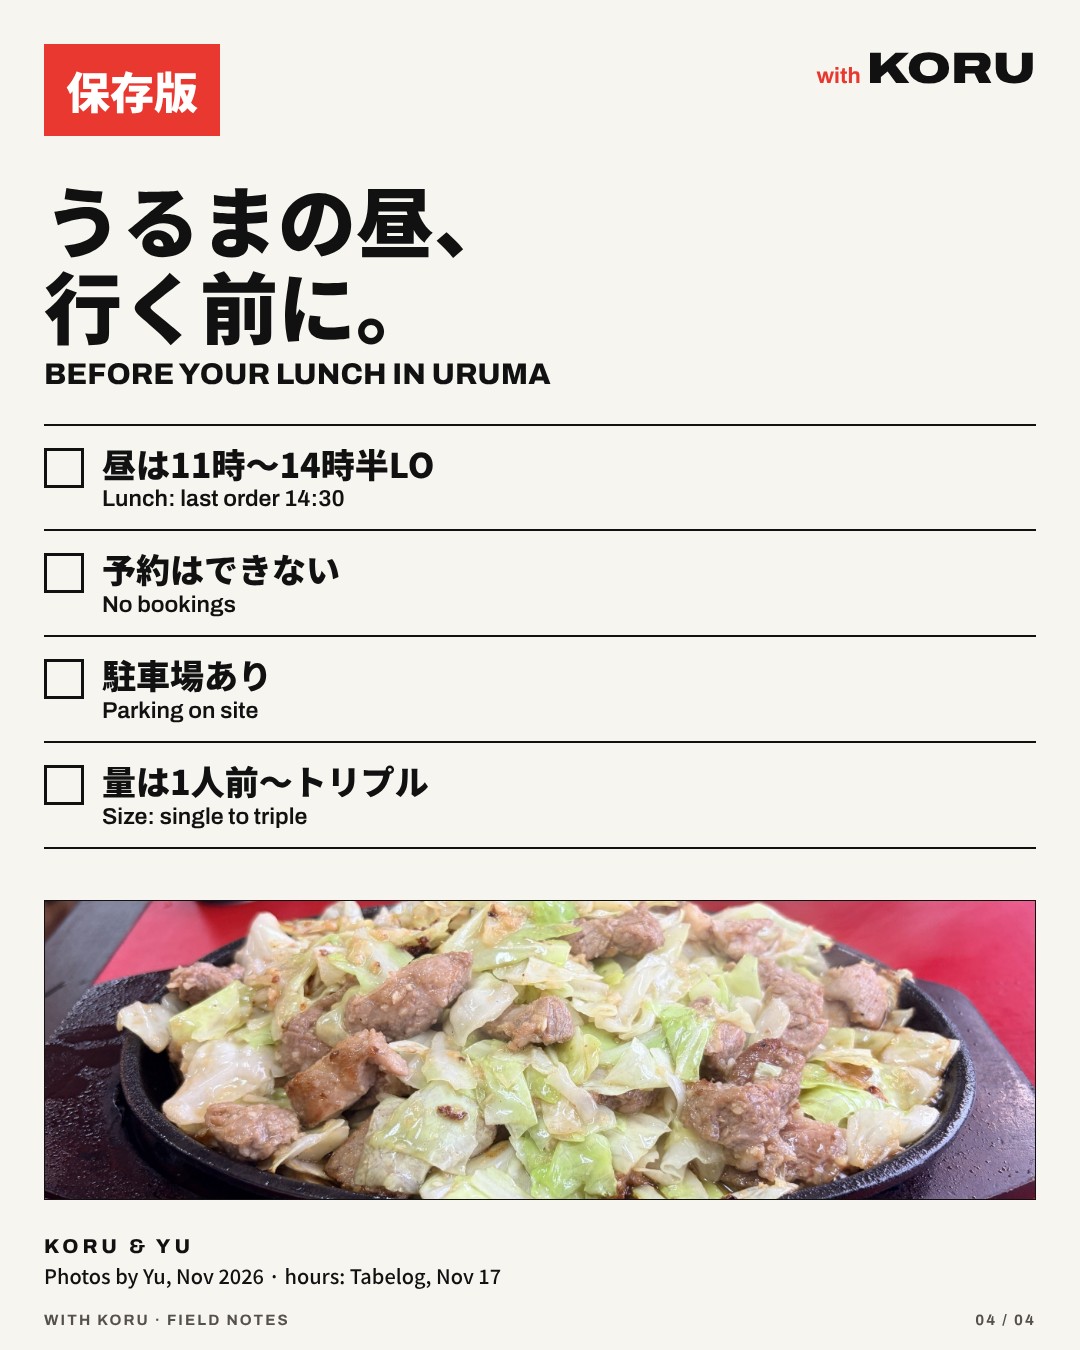 保存版
with KORU
うるまの昼、
行く前に。
BEFORE YOUR LUNCH IN URUMA
昼は11時〜14時半LO
Lunch: last order 14:30
予約はできない
No bookings
駐車場あり
Parking on site
量は1人前〜トリプル
Size: single to triple
KORU & YU
Photos by Yu, Nov 2026 · hours: Tabelog, Nov 17
WITH KORU · FIELD NOTES
04 / 04